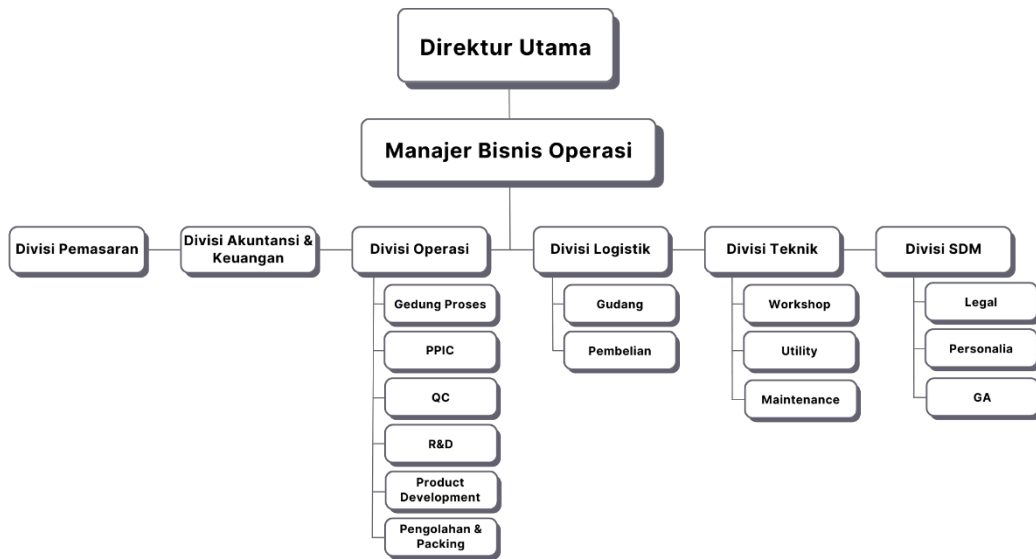 Direktur Utama
Manajer Bisnis Operasi
Divisi Pemasaran
Divisi Akuntansi &
Keuangan
Divisi Operasi
Divisi Logistik
Divisi Teknik
Divisi SDM
Gedung Proses
PPIC
QC
R&D
Product
Development
Pengolahan &
Packing
Gudang
Pembelian
Workshop
Utility
Maintenance
Legal
Personalia
GA